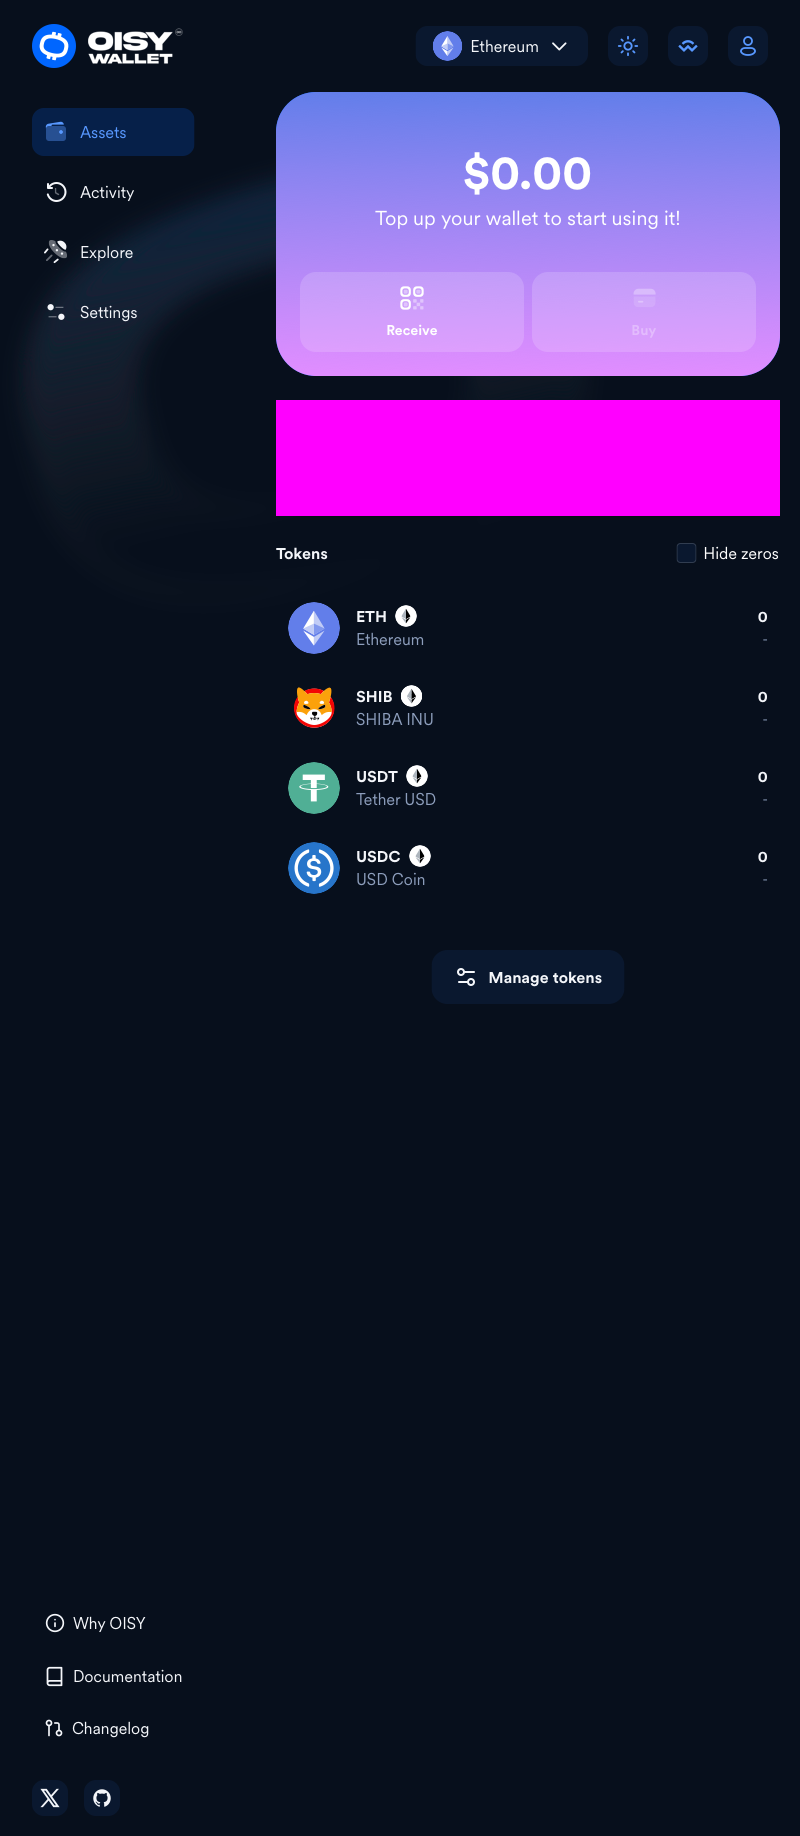 OISY
WALLET
Ethereum
Assets
Activity
Explore
Settings
$0.00
Top up your wallet to start using it!
Receive
Buy
Tokens
Hide zeros
ETH
0
Ethereum
-
SHIB
0
SHIBA INU
-
USDT
0
Tether USD
-
USDC
0
USD Coin
-
Manage tokens
Why OISY
Documentation
Changelog